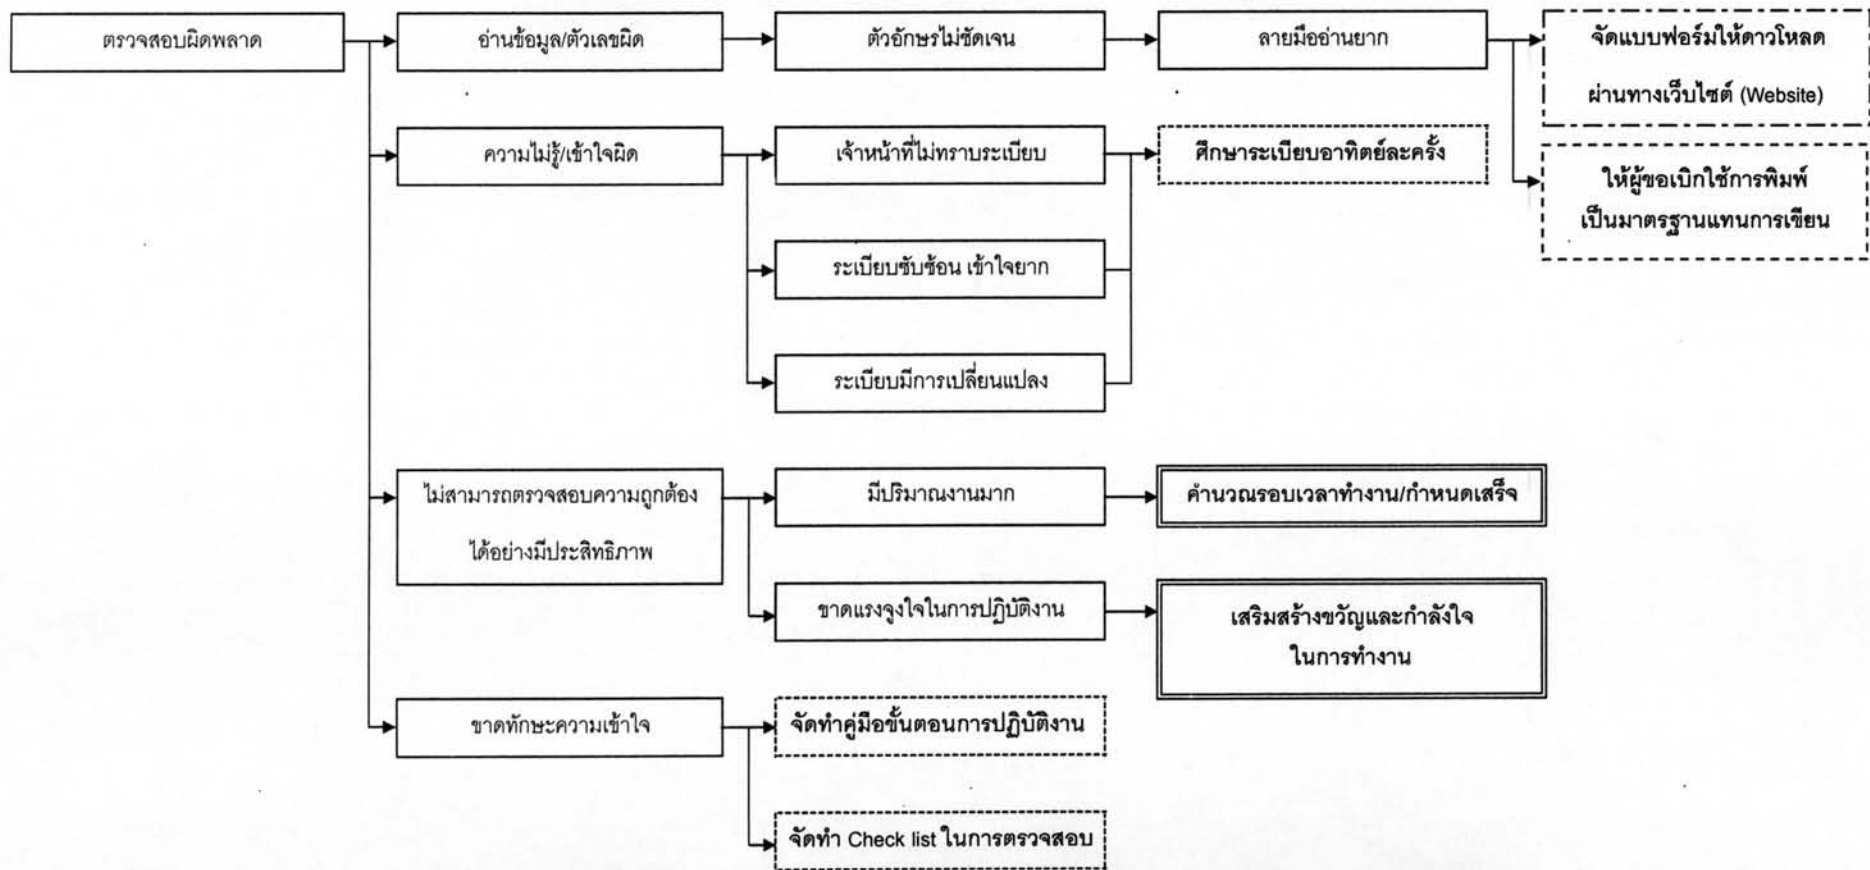 ตรวจสอบผิดพลาด
อ่านข้อมูล/ตัวเลขผิด
ตัวอักษรไม่ชัดเจน
ลายมืออ่านยาก
จัดแบบฟอร์มให้ดาวโหลด
ผ่านทางเว็บไซต์ (Website)
ให้ผู้ขอเบิกใช้การพิมพ์
เป็นมาตรฐานแทนการเขียน
ความไม่รู้/เข้าใจผิด
เจ้าหน้าที่ไม่ทราบระเบียบ
ศึกษาระเบียบอาทิตย์ละครั้ง
ระเบียบซับซ้อน เข้าใจยาก
ระเบียบมีการเปลี่ยนแปลง
ไม่สามารถตรวจสอบความถูกต้อง
ได้อย่างมีประสิทธิภาพ
มีปริมาณงานมาก
คำนวณรอบเวลาทำงาน/กำหนดเสร็จ
ขาดแรงจูงใจในการปฏิบัติงาน
เสริมสร้างขวัญและกำลังใจ
ในการทำงาน
ขาดทักษะความเข้าใจ
จัดทำคู่มือขั้นตอนการปฏิบัติงาน
จัดทำ Check list ในการตรวจสอบ